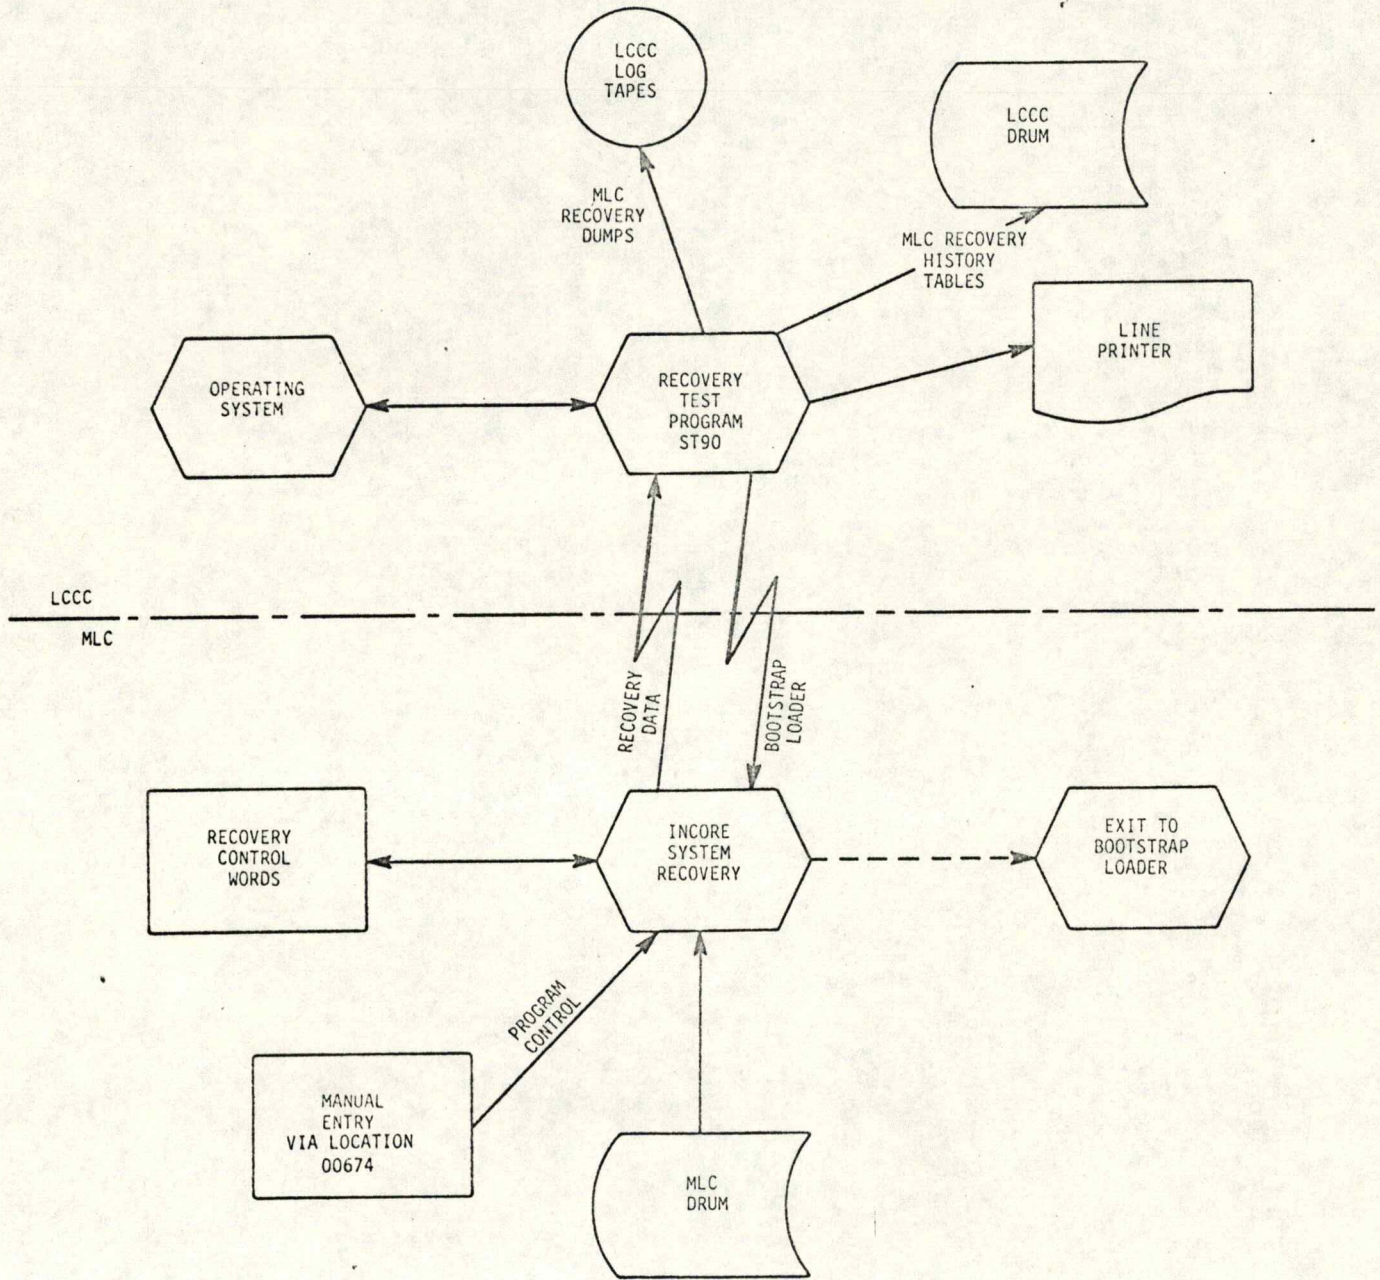 LCCC
LOG
TAPES
LCCC
DRUM
MLC
RECOVERY
DUMPS
MLC RECOVERY
HISTORY
TABLES
LINE
PRINTER
OPERATING
SYSTEM
RECOVERY
TEST
PROGRAM
ST90
LCCC
MLC
RECOVERY
DATA
BOOTSTRAP
LOADER
RECOVERY
CONTROL
WORDS
INCORE
SYSTEM
RECOVERY
EXIT TO
BOOTSTRAP
LOADER
PROGRAM
CONTROL
MANUAL
ENTRY
VIA LOCATION
00674
MLC
DRUM